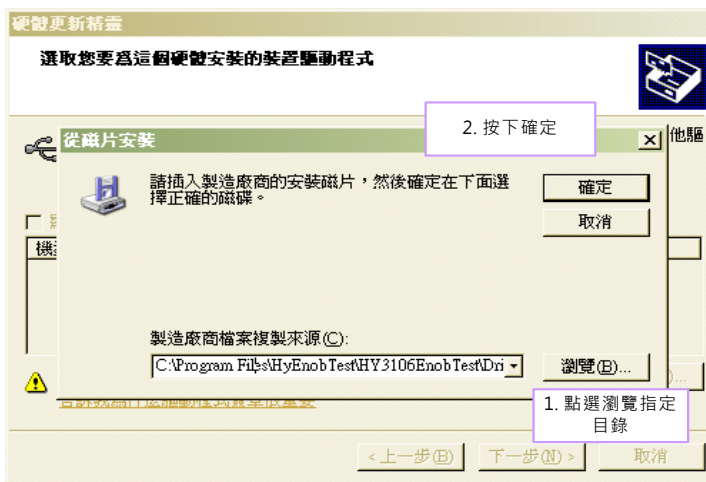 硬體更新精靈
選取您要為這個硬體安裝的裝置驅動程式
2. 按下確定
從磁片安裝
他驅
請插入製造廠商的安裝磁片，然後確定在下面選
擇正確的磁碟。
確定
取消
製造廠商檔案複製來源(C):
C:\Program Files\HyEnobTest\HY3106EnobTest\Dri
瀏覽(B)...
1. 點選瀏覽指定
目錄
<上一步(B)
下一步(N) >
取消